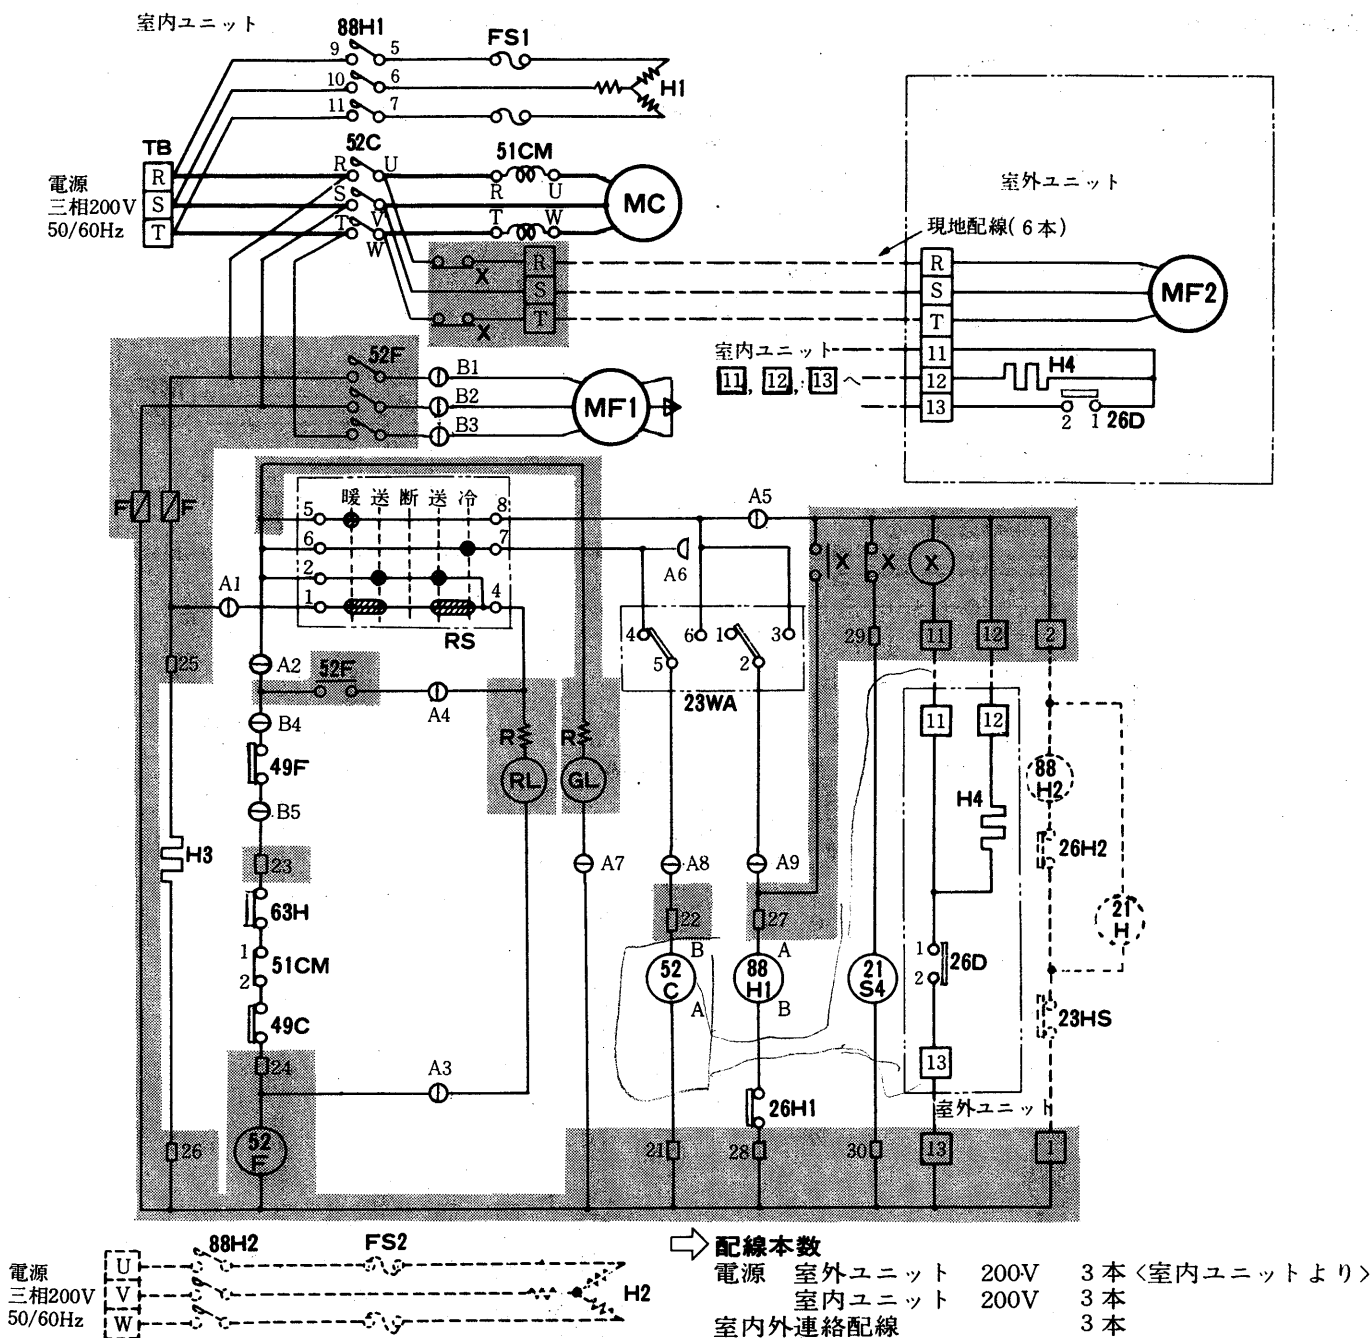 室内ユニット
88H1
9 5
FS1
10 6
H1
11 7
TB
52C
51CM
電源
三相200V
50/60Hz
R
S
T
R U
S V
T W
R U
T W
MC
室外ユニット
現地配線(6本)
X
R
S
T
X
R
S
T
MF2
室内ユニット
11, 12, 13 へ
11
12
13
H4
2 1 26D
52F
B1
B2
B3
MF1
F F
暖 送 断 送 冷
5 8
6 7
2
1 4
RS
A5
A6
A1
X X X
4 6 1 3
5 2
23WA
29
11 12 2
25
A2
52F
A4
B4
49F
B5
R R
RL GL
11 12
88
H2
H4
26H2
H3
A7
A8
A9
23
22
27
21
H
63H
1
51CM
2
B
52
C
A
A
88
H1
B
21
S4
1
26D
2
49C
23HS
24
A3
13
26H1
室外ユニット
52
F
26
21
28
30
13
1
配線本数
電源 室外ユニット 200V 3本<室内ユニットより>
室内ユニット 200V 3本
室内外連絡配線 3本
88H2
FS2
電源
三相200V
50/60Hz
U
V
W
H2